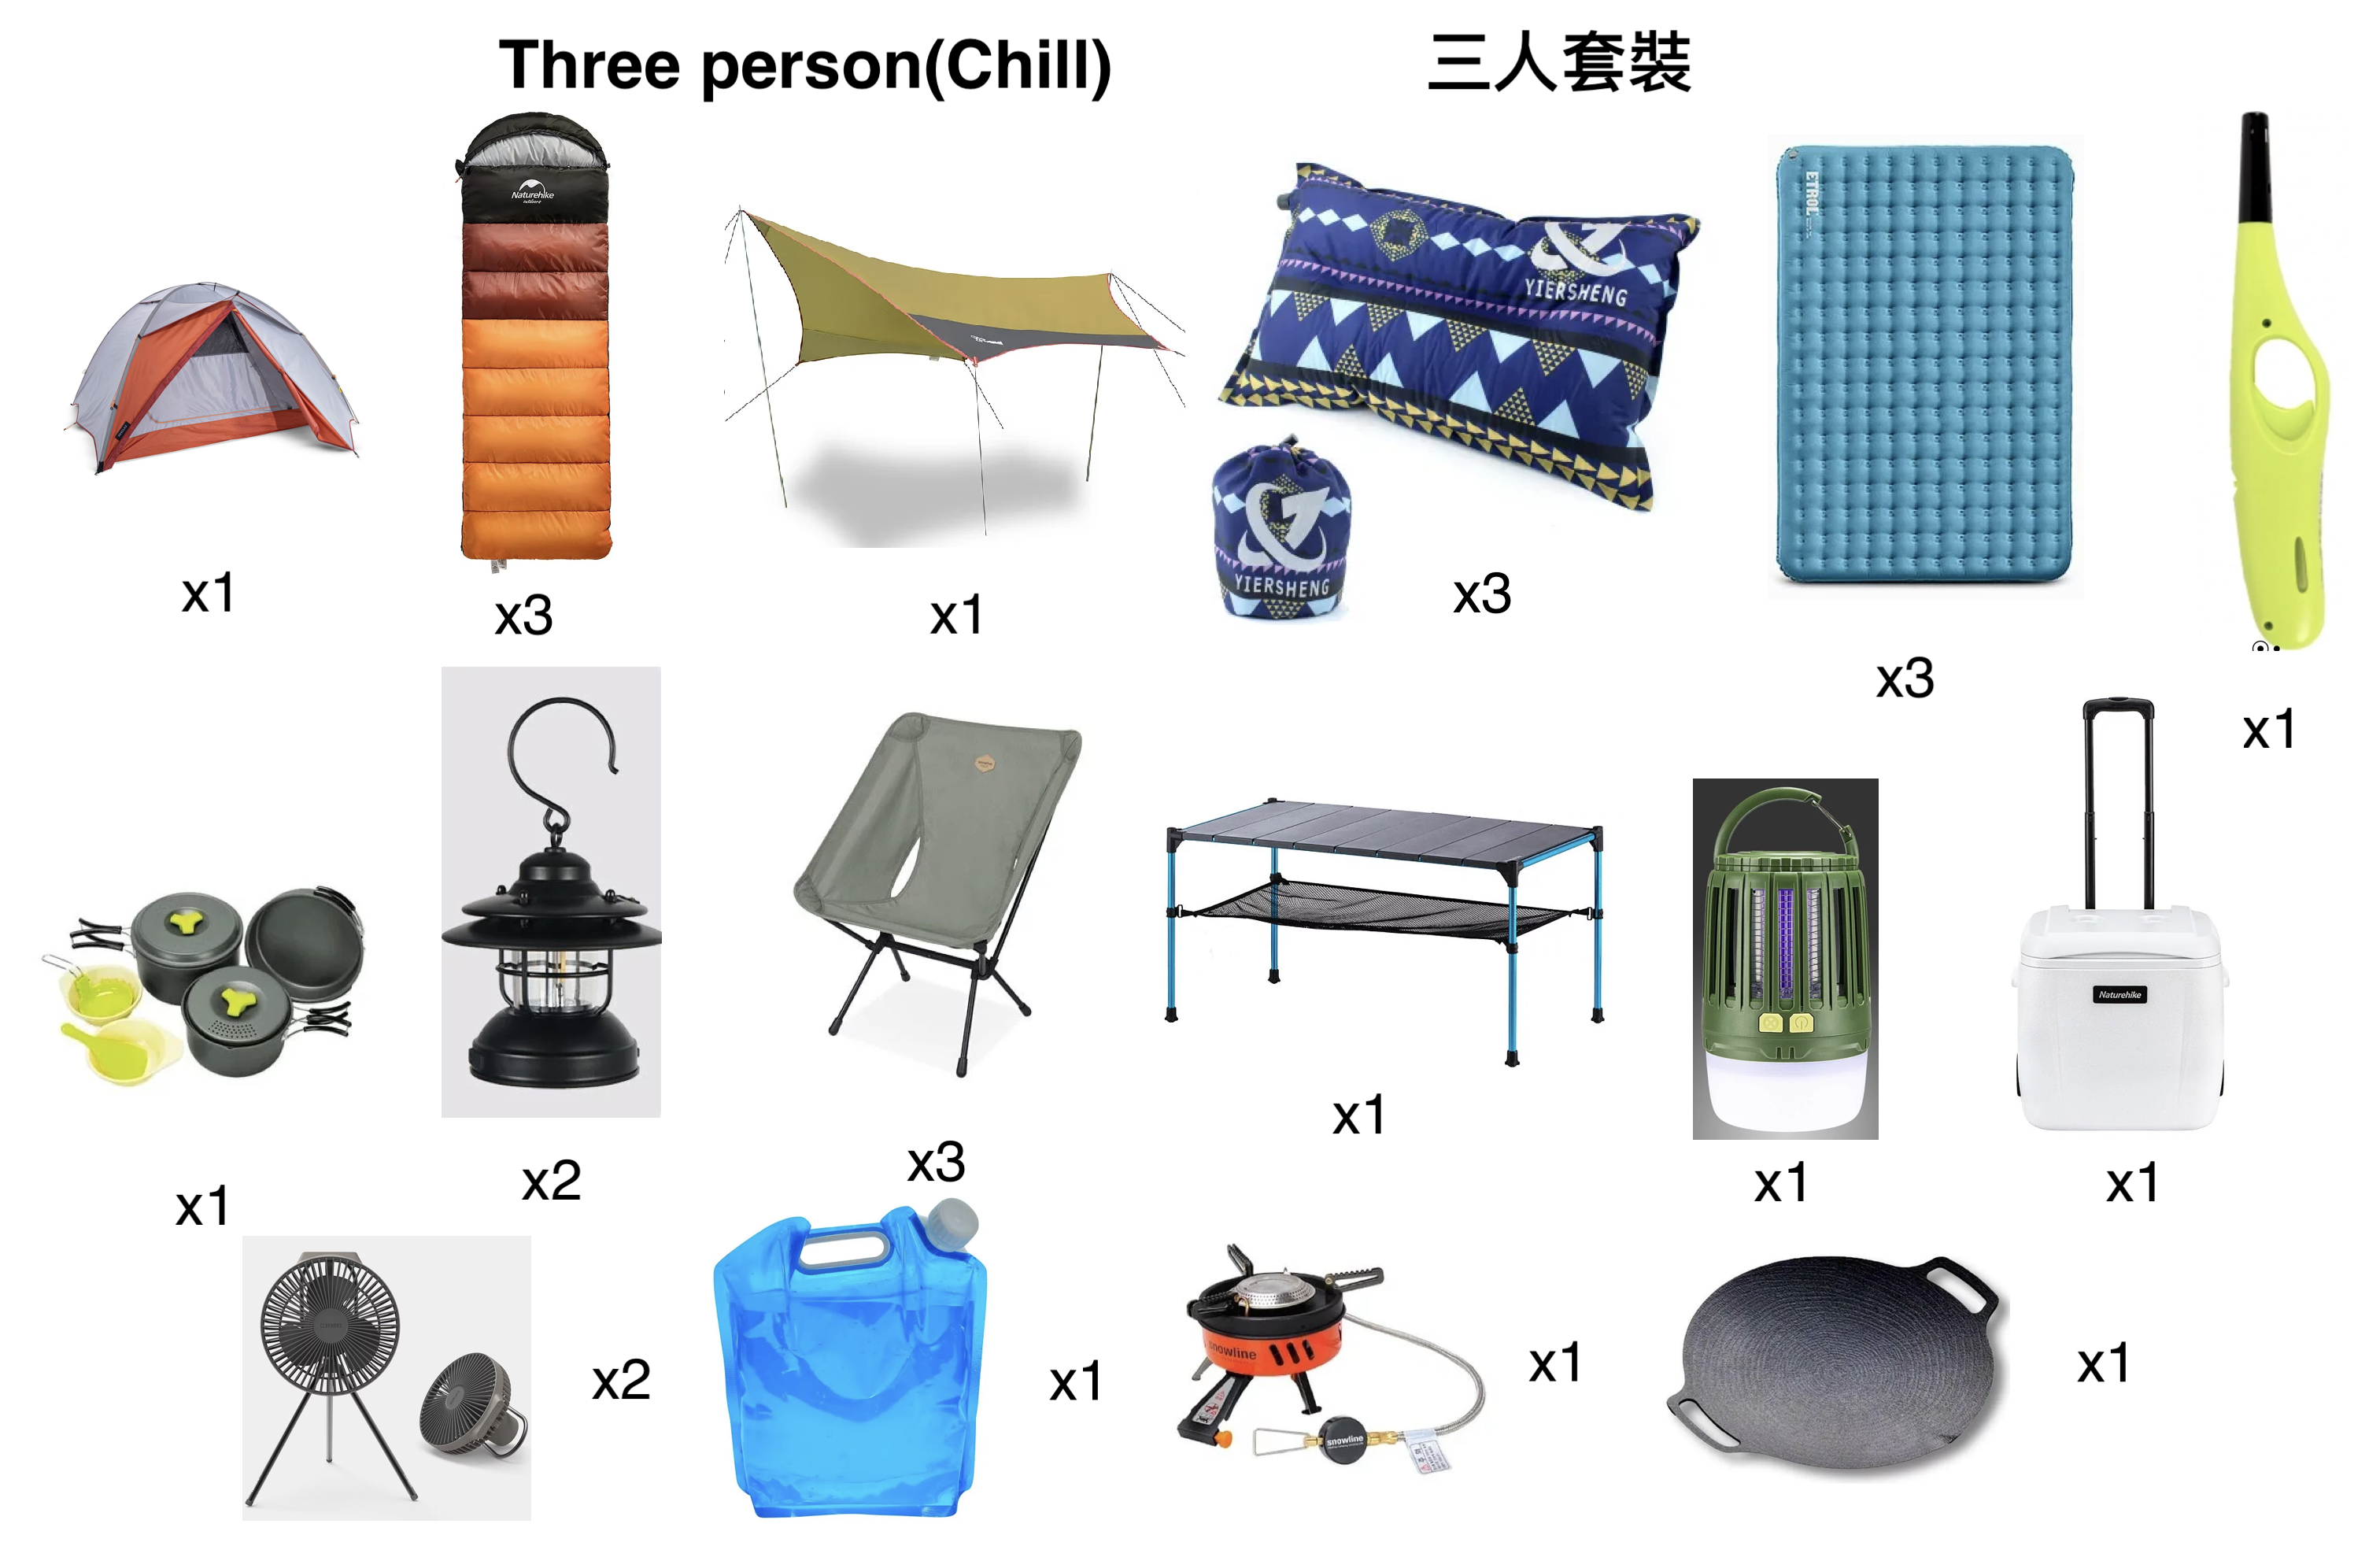 Three person(Chill) 三人套裝
Naturehike
outdoors
YIERSHENG
YIERSHENG
ETROL
x1
x3
x1
x3
x3
x1
Naturehike
x1
x2
x3
x1
x1
x1
snowline
snowline
x2
x1
x1
x1